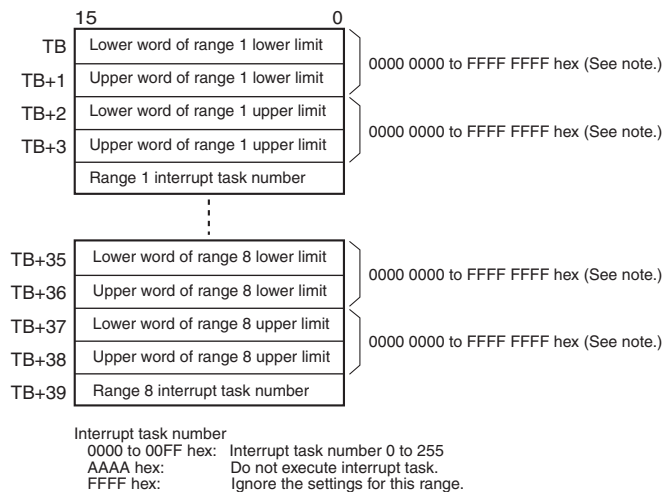 15 0
TB Lower word of range 1 lower limit
0000 0000 to FFFF FFFF hex (See note.)
TB+1 Upper word of range 1 lower limit
TB+2 Lower word of range 1 upper limit
0000 0000 to FFFF FFFF hex (See note.)
TB+3 Upper word of range 1 upper limit
Range 1 interrupt task number
TB+35 Lower word of range 8 lower limit
0000 0000 to FFFF FFFF hex (See note.)
TB+36 Upper word of range 8 lower limit
TB+37 Lower word of range 8 upper limit
0000 0000 to FFFF FFFF hex (See note.)
TB+38 Upper word of range 8 upper limit
TB+39 Range 8 interrupt task number
Interrupt task number
0000 to 00FF hex: Interrupt task number 0 to 255
AAAA hex: Do not execute interrupt task.
FFFF hex: Ignore the settings for this range.